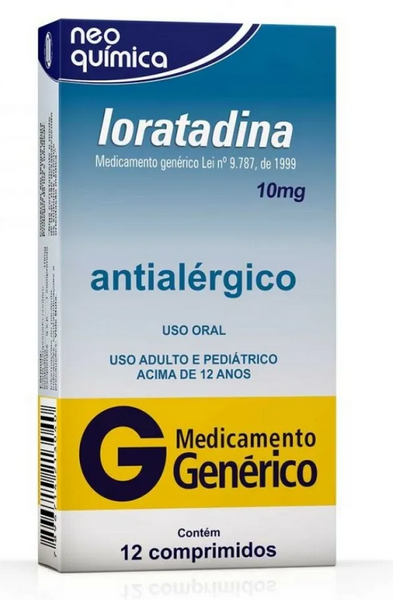 neo
química
loratadina
Medicamento genérico Lei nº 9.787, de 1999
10mg
antialérgico
USO ORAL
USO ADULTO E PEDIÁTRICO
ACIMA DE 12 ANOS
G Medicamento
Genérico
Contém
12 comprimidos